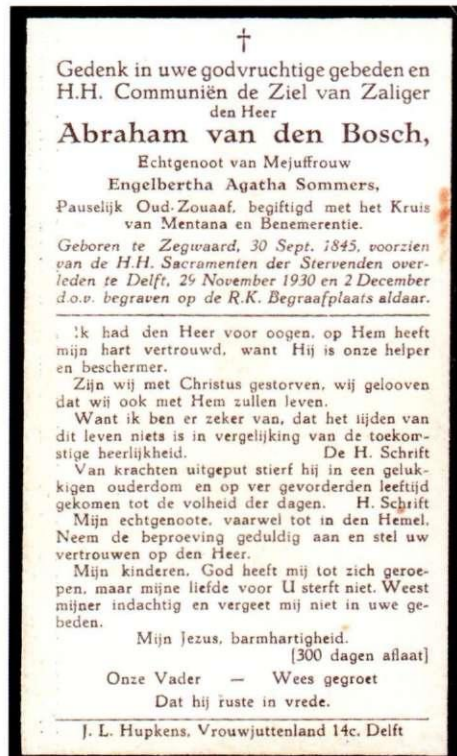 Gedenk in uwe godvruchtige gebeden en
H.H. Communiën de Ziel van Zaliger
den Heer
Abraham van den Bosch,
Echtgenoot van Mejuffrouw
Engelbertha Agatha Sommers,
Pauselijk Oud-Zouaaf, begiftigd met het Kruis
van Mentana en Benemerentie.
Geboren te Zegwaard, 30 Sept. 1845, voorzien
van de H.H. Sacramenten der Stervenden over-
leden te Delft, 29 November 1930 en 2 December
d.o.v. begraven op de R.K. Begraafplaats aldaar.
Ik had den Heer voor oogen, op Hem heeft
mijn hart vertrouwd, want Hij is onze helper
en beschermer.
Zijn wij met Christus gestorven, wij gelooven
dat wij ook met Hem zullen leven.
Want ik ben er zeker van, dat het lijden van
dit leven niets is in vergelijking van de toekom-
stige heerlijkheid. De H. Schrift
Van krachten uitgeput stierf hij in een geluk-
kigen ouderdom en op ver gevorderden leeftijd
gekomen tot de volheid der dagen. H. Schrift
Mijn echtgenoote, vaarwel tot in den Hemel.
Neem de beproeving geduldig aan en stel uw
vertrouwen op den Heer.
Mijn kinderen, God heeft mij tot zich geroe-
pen, maar mijne liefde voor U sterft niet. Weest
mijner indachtig en vergeet mij niet in uwe ge-
beden.
Mijn Jezus, barmhartigheid.
[300 dagen aflaat]
Onze Vader — Wees gegroet
Dat hij ruste in vrede.
J. L. Hupkens, Vrouwjuttenland 14c. Delft